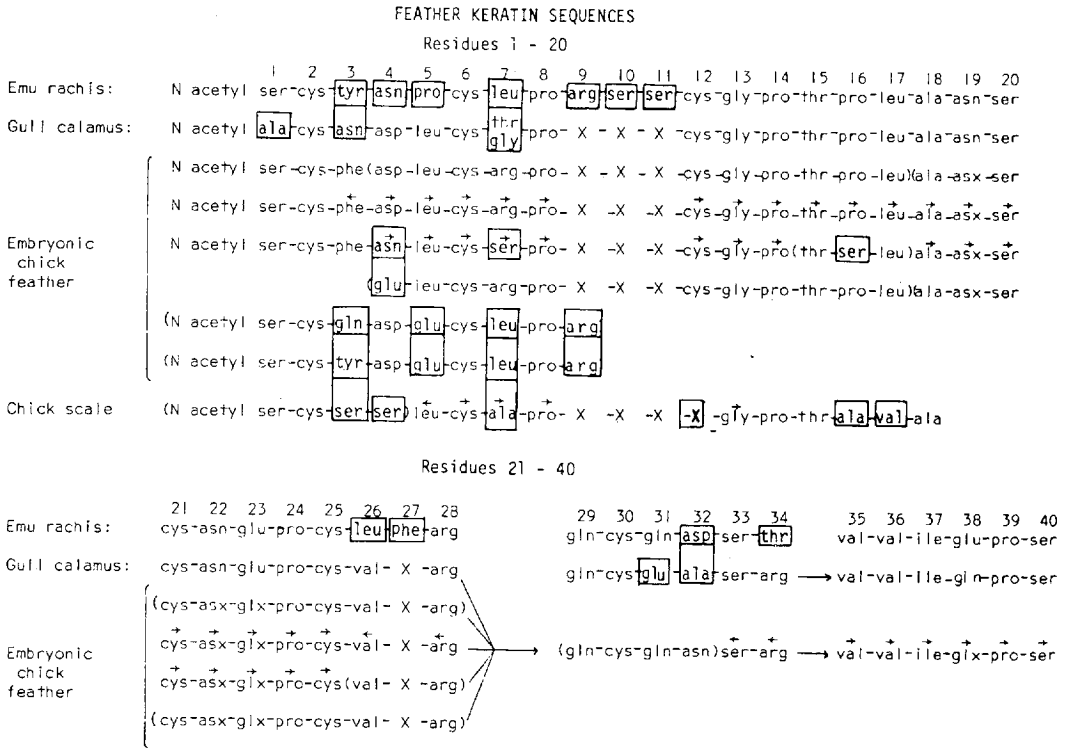 FEATHER KERATIN SEQUENCES
Residues 1 - 20
1 2 3 4 5 6 7 8 9 10 11 12 13 14 15 16 17 18 19 20
Emu rachis: N acetyl ser-cys-tyr-asn-pro-cys-leu-pro-arg-ser-ser-cys-gly-pro-thr-pro-leu-ala-asn-ser
Gull calamus: N acetyl ala-cys-asn-asp-leu-cys-thr-pro- X - X - X -cys-gly-pro-thr-pro-leu-ala-asn-ser
gly
N acetyl ser-cys-phe(asp-leu-cys-arg-pro- X - X - X -cys-gly-pro-thr-pro-leu)(ala-asx-ser
N acetyl ser-cys-phe-asp-leu-cys-arg-pro- X -X -X -cys-gly-pro-thr-pro-leu-ala-asx-ser
Embryonic N acetyl ser-cys-phe-asn-leu-cys-ser-pro- X -X -X -cys-gly-pro(thr-ser-leu)ala-asx-ser
chick
feather (glu-leu-cys-arg-pro- X -X -X -cys-gly-pro-thr-pro-leu)(ala-asx-ser
(N acetyl ser-cys-gln-asp-glu-cys-leu-pro-arg
(N acetyl ser-cys-tyr-asp-glu-cys-leu-pro-arg
Chick scale (N acetyl ser-cys-ser-ser)leu-cys-ala-pro- X -X -X -X -gly-pro-thr-ala-val-ala
Residues 21 - 40
21 22 23 24 25 26 27 28 29 30 31 32 33 34 35 36 37 38 39 40
Emu rachis: cys-asn-glu-pro-cys-leu-phe-arg gln-cys-gln-asp-ser-thr val-val-ile-glu-pro-ser
Gull calamus: cys-asn-glu-pro-cys-val- X -arg gln-cys-glu-ala-ser-arg → val-val-ile-gln-pro-ser
(cys-asx-glx-pro-cys-val- X -arg)
Embryonic cys-asx-glx-pro-cys-val- X -arg → (gln-cys-gln-asn)ser-arg → val-val-ile-glx-pro-ser
chick
feather cys-asx-glx-pro-cys(val- X -arg)
(cys-asx-glx-pro-cys-val- X -arg)